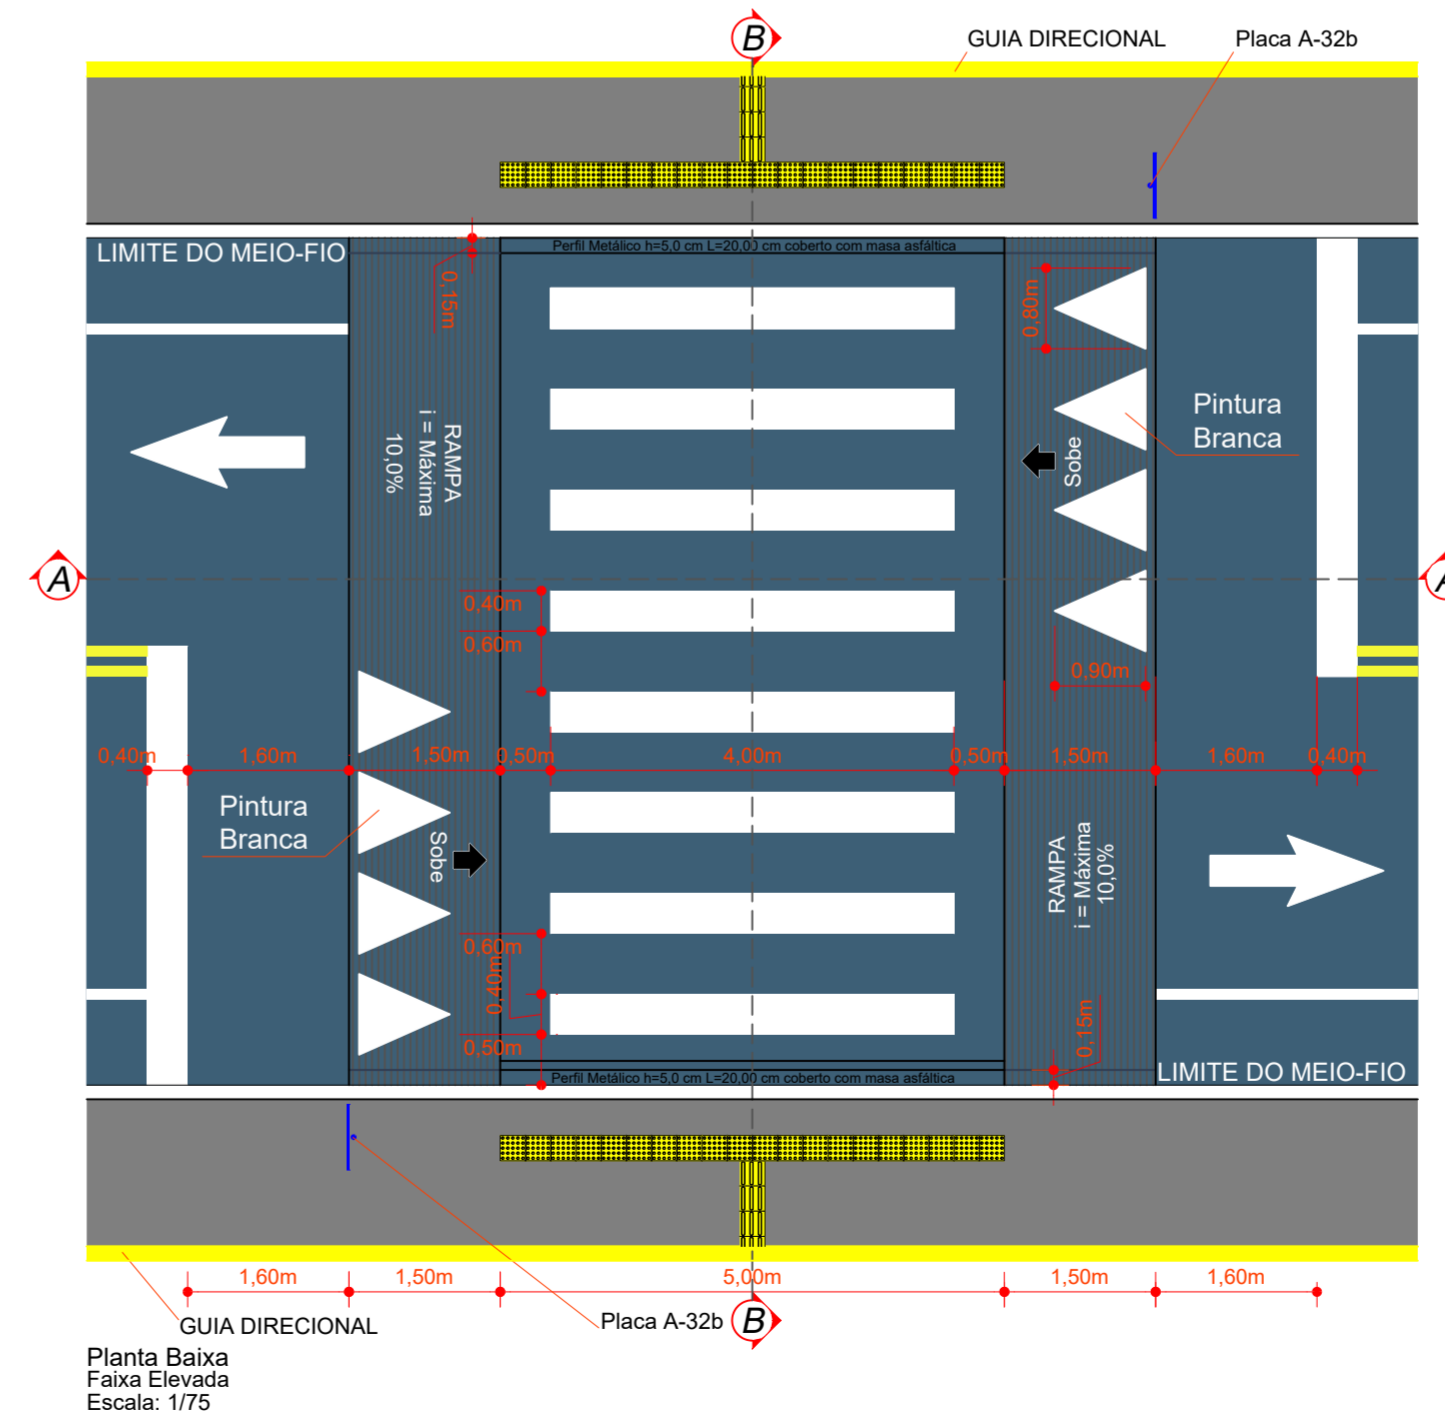 B
GUIA DIRECIONAL
Placa A-32b
LIMITE DO MEIO-FIO
Perfil Metálico h=5,0 cm L=20,00 cm coberto com masa asfáltica
0,15m
0,80m
Pintura
Branca
RAMPA
i = Máxima
10,0%
Sobe
A
A
0,40m
0,60m
0,90m
0,40m
1,60m
1,50m
0,50m
4,00m
0,50m
1,50m
1,60m
0,40m
Pintura
Branca
Sobe
RAMPA
i = Máxima
10,0%
0,60m
0,40m
0,50m
0,15m
Perfil Metálico h=5,0 cm L=20,00 cm coberto com masa asfáltica
LIMITE DO MEIO-FIO
1,60m
1,50m
5,00m
1,50m
1,60m
GUIA DIRECIONAL
Placa A-32b
B
Planta Baixa
Faixa Elevada
Escala: 1/75